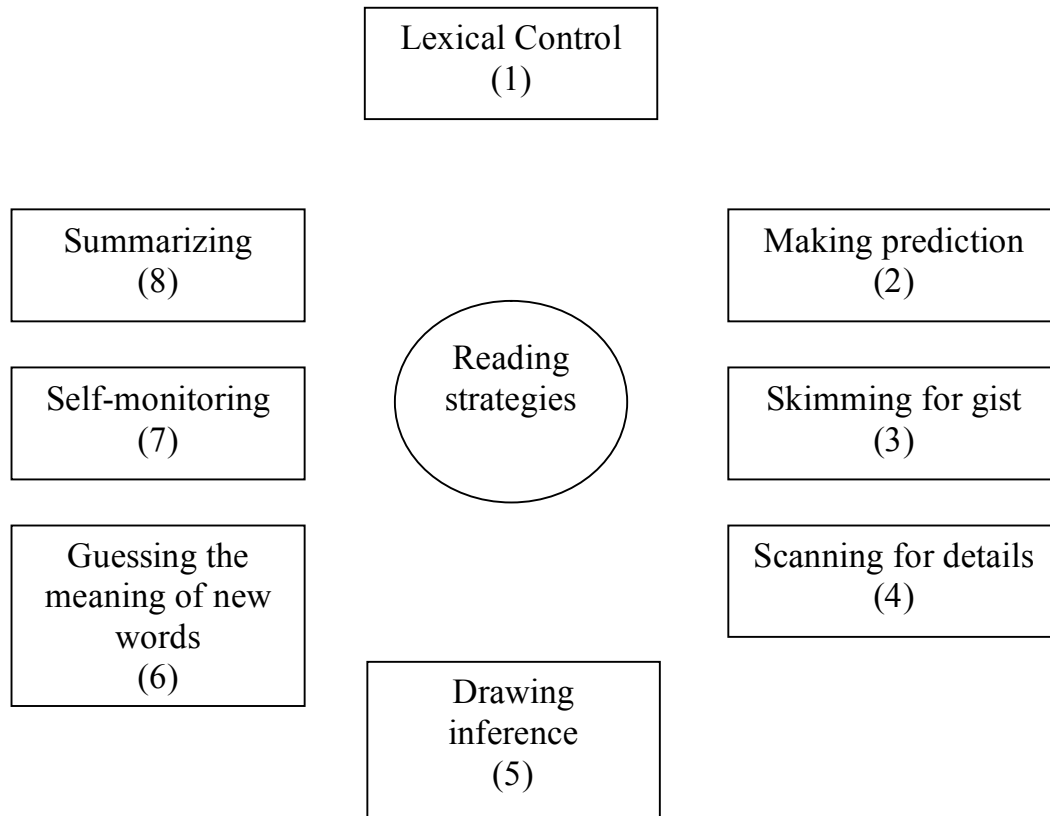 Lexical Control
(1)
Summarizing
(8)
Making prediction
(2)
Reading
strategies
Self-monitoring
(7)
Skimming for gist
(3)
Guessing the
meaning of new
words
(6)
Scanning for details
(4)
Drawing
inference
(5)